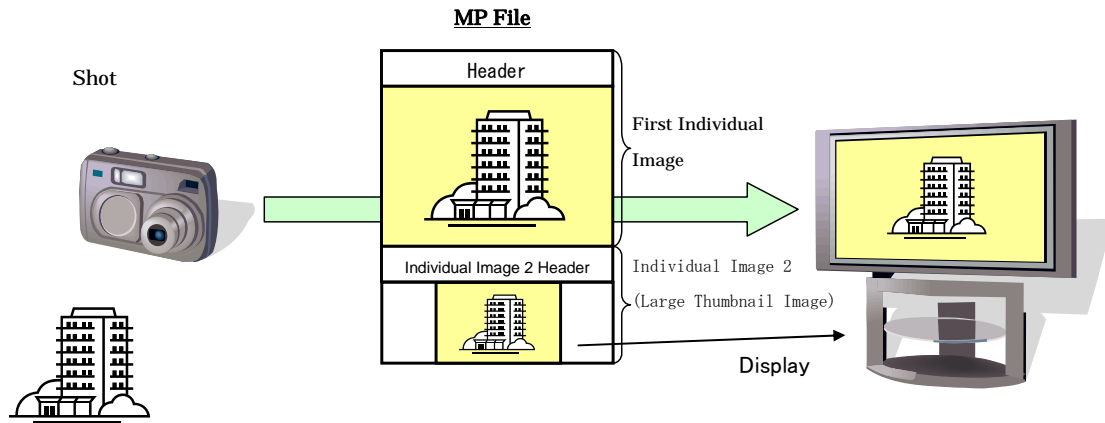 MP File
Shot
Header
First Individual
Image
Individual Image 2 Header
Individual Image 2
(Large Thumbnail Image)
Display